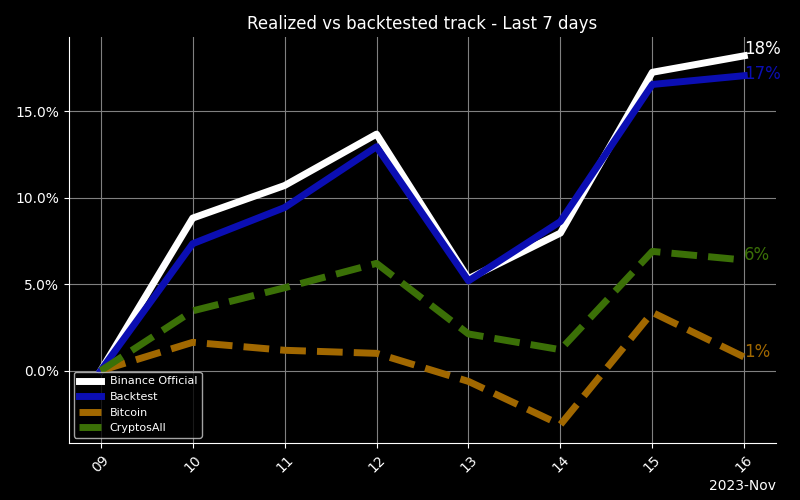 Realized vs backtested track - Last 7 days
18%
17%
15.0%
10.0%
5.0%
6%
1%
0.0%
Binance Official
Backtest
Bitcoin
CryptosAll
09 10 11 12 13 14 15 16
2023-Nov